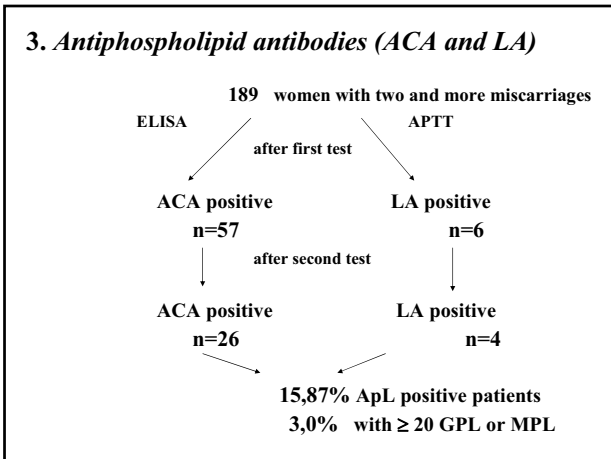 3. Antiphospholipid antibodies (ACA and LA)
189 women with two and more miscarriages
ELISA APTT
after first test
ACA positive LA positive
n=57 n=6
after second test
ACA positive LA positive
n=26 n=4
15,87% ApL positive patients
3,0% with ≥ 20 GPL or MPL